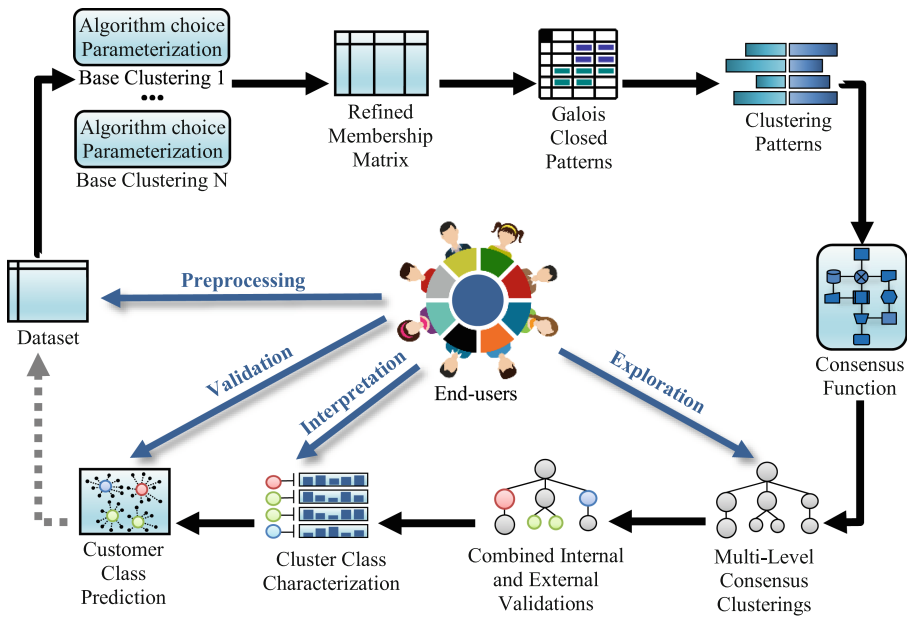 Algorithm choice
Parameterization
Base Clustering 1
•••
Algorithm choice
Parameterization
Base Clustering N
Refined
Membership
Matrix
Galois
Closed
Patterns
Clustering
Patterns
Consensus
Function
Dataset
Preprocessing
Validation
Interpretation
Exploration
End-users
Customer
Class
Prediction
Cluster Class
Characterization
Combined Internal
and External
Validations
Multi-Level
Consensus
Clusterings